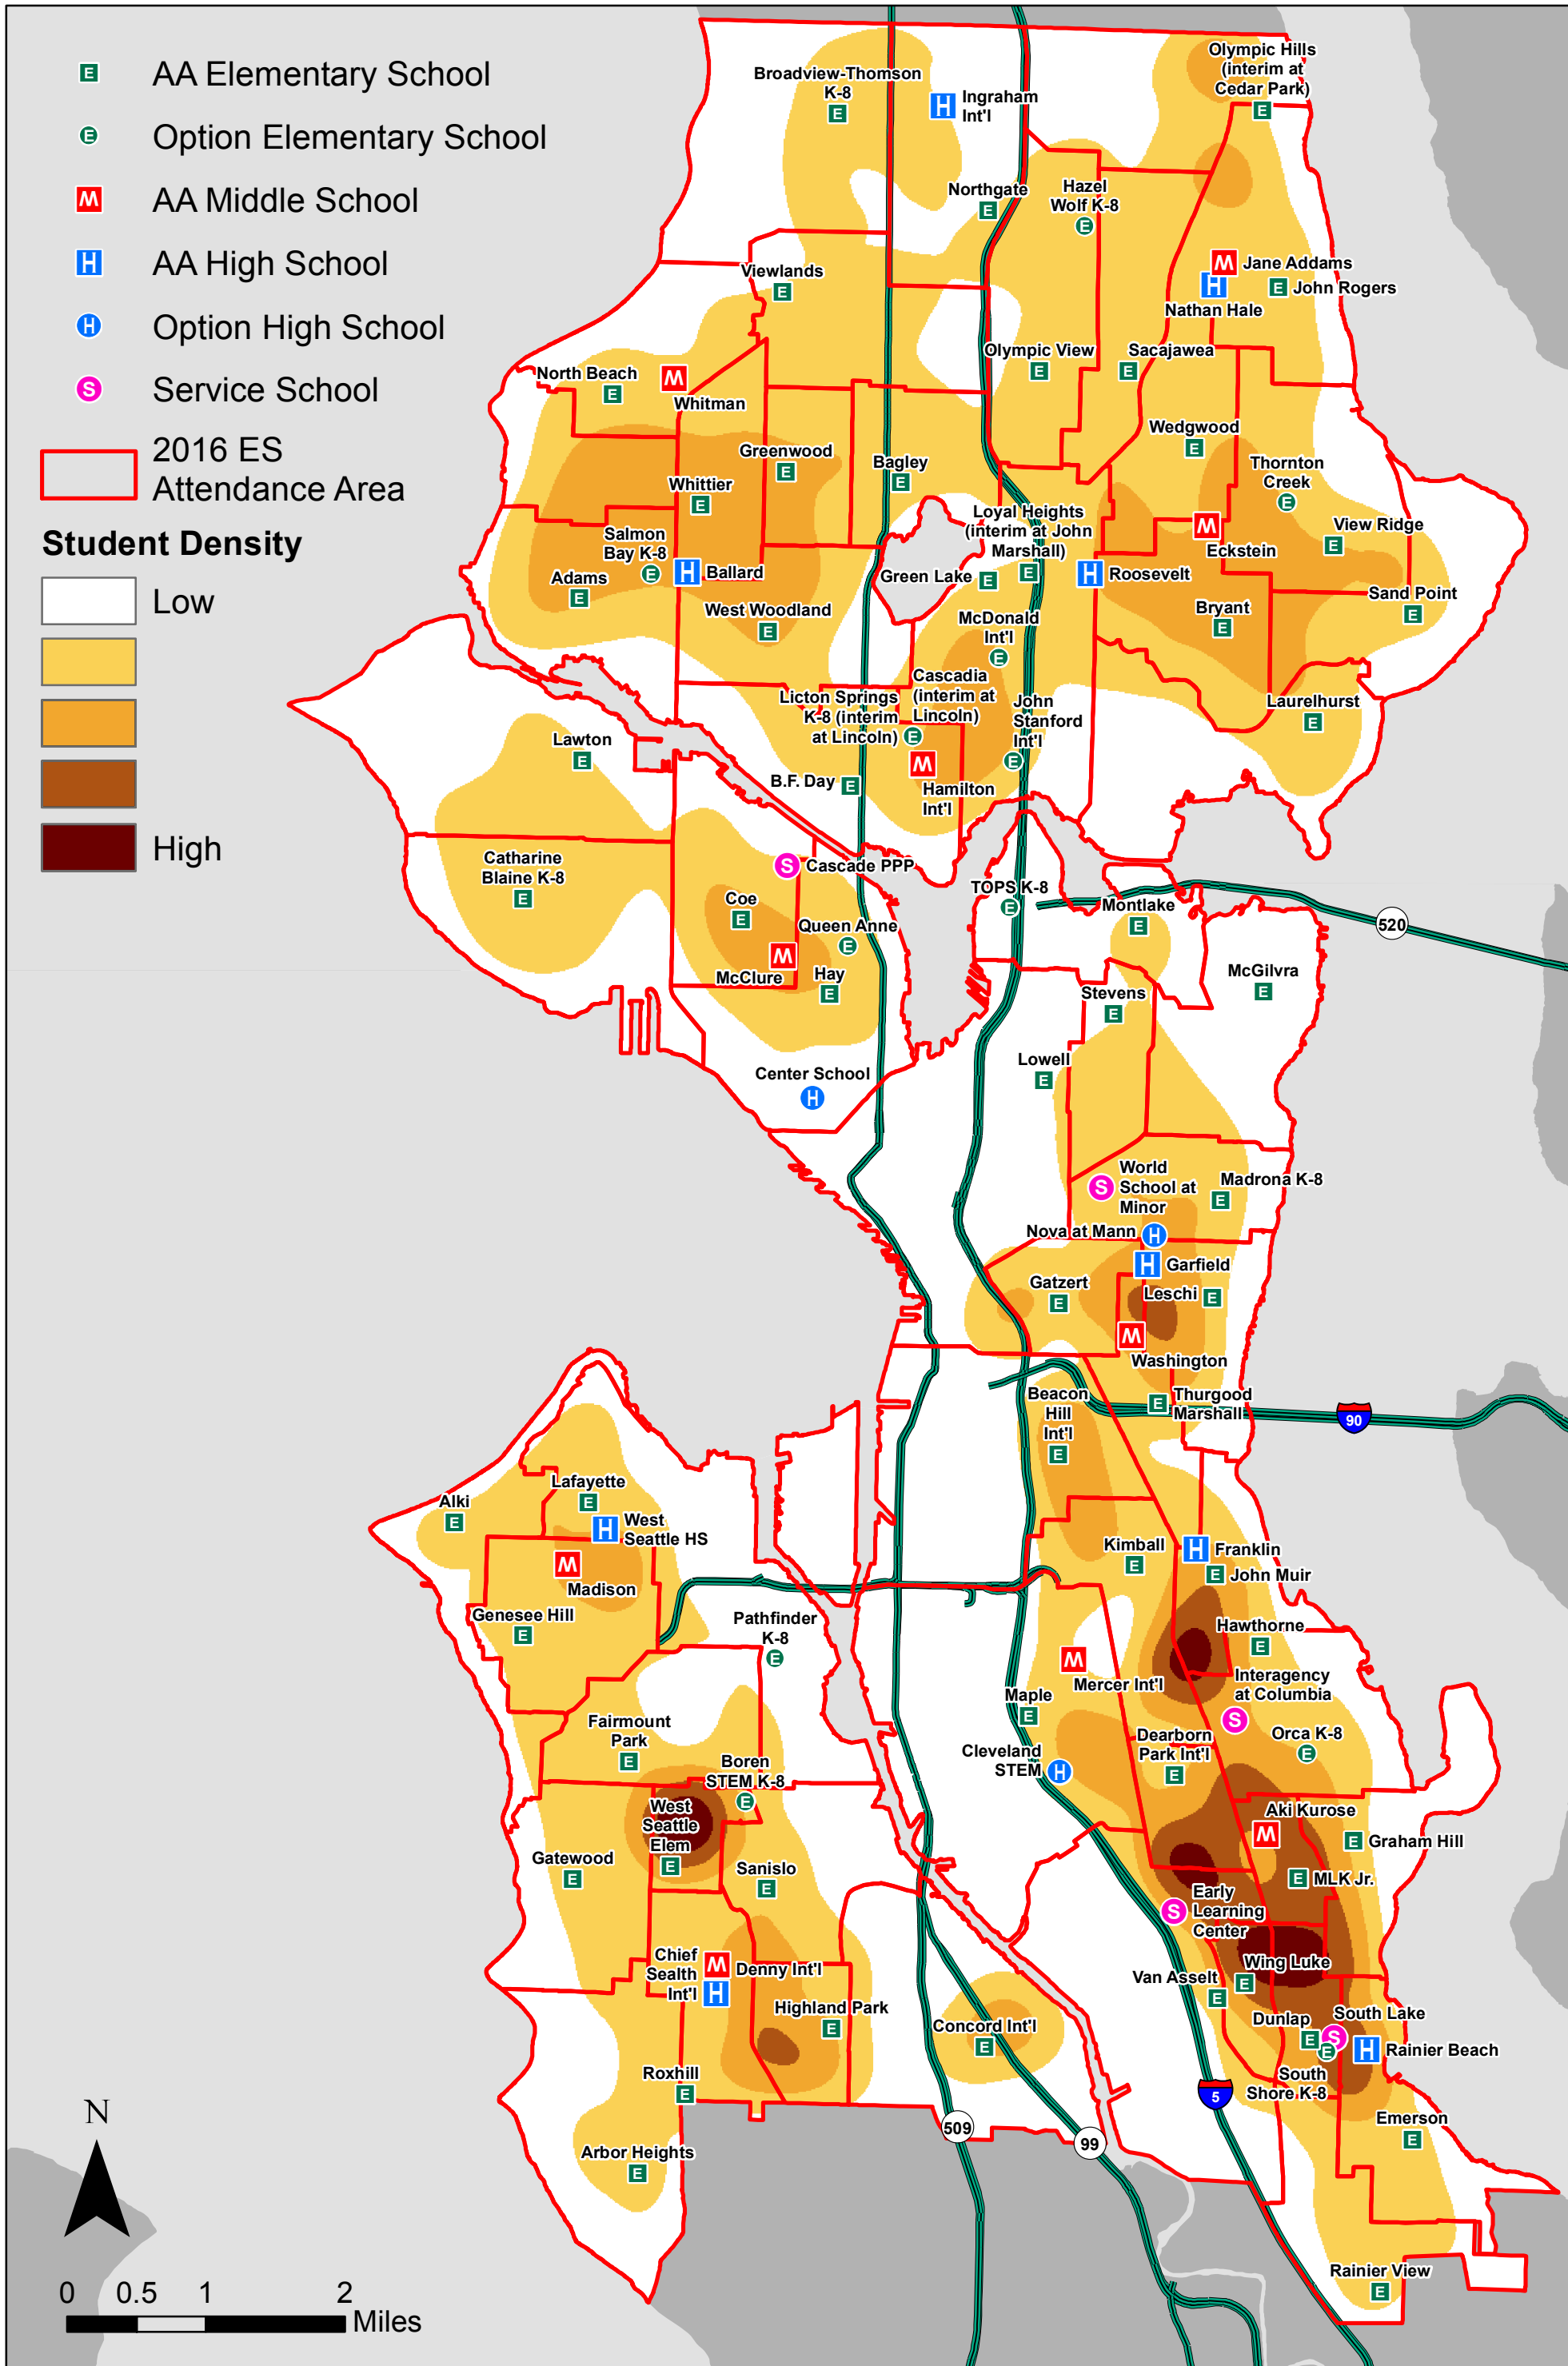 E AA Elementary School
E Option Elementary School
M AA Middle School
H AA High School
H Option High School
S Service School
2016 ES
Attendance Area
Student Density
Low
High
Olympic Hills
(interim at
Cedar Park)
E
Broadview-Thomson
K-8
E
H Ingraham
Int'l
Northgate
E
Hazel
Wolf K-8
E
M Jane Addams
H
Nathan Hale
E John Rogers
Viewlands
E
Olympic View
E
Sacajawea
E
North Beach
E
M
Whitman
Wedgwood
E
Greenwood
E
Bagley
E
Whittier
E
Thornton
Creek
E
Loyal Heights
(interim at John
Marshall)
E
M
Eckstein
View Ridge
E
Salmon
Bay K-8
E
H Ballard
Adams
E
Green Lake E
H Roosevelt
Sand Point
E
West Woodland
E
McDonald
Int'l
E
Bryant
E
Cascadia
(interim at
Lincoln)
Licton Springs
K-8 (interim
at Lincoln) E
John
Stanford
Int'l
E
Laurelhurst
E
Lawton
E
B.F. Day E
M
Hamilton
Int'l
Catharine
Blaine K-8
E
S Cascade PPP
TOPS K-8
E
Montlake
E
520
Coe
E
Queen Anne
E
M
McClure
Hay
E
McGilvra
E
Stevens
E
Lowell
E
Center School
H
S World
School at
Minor
Madrona K-8
E
Nova at Mann H
H Garfield
Gatzert
E
Leschi E
M
Washington
Beacon
Hill
Int'l
E
E Thurgood
Marshall
90
Lafayette
E
Alki
E
H West
Seattle HS
M
Madison
Kimball
E
H Franklin
E John Muir
Genesee Hill
E
Pathfinder
K-8
E
Hawthorne
E
M
Mercer Int'l
Interagency
at Columbia
S
Maple
E
Fairmount
Park
E
Dearborn
Park Int'l
E
Orca K-8
E
Cleveland
STEM H
Boren
STEM K-8
E
West
Seattle
Elem
E
Aki Kurose
M
E Graham Hill
Gatewood
E
Sanislo
E
E MLK Jr.
S Early
Learning
Center
Chief
Sealth
Int'l H
M Denny Int'l
Wing Luke
E
Van Asselt
E
Highland Park
E
Concord Int'l
E
Dunlap
E
South Lake
S
E
South
Shore K-8
H Rainier Beach
Roxhill
E
5
Emerson
E
509
99
Arbor Heights
E
Rainier View
E
N
0 0.5 1 2
Miles